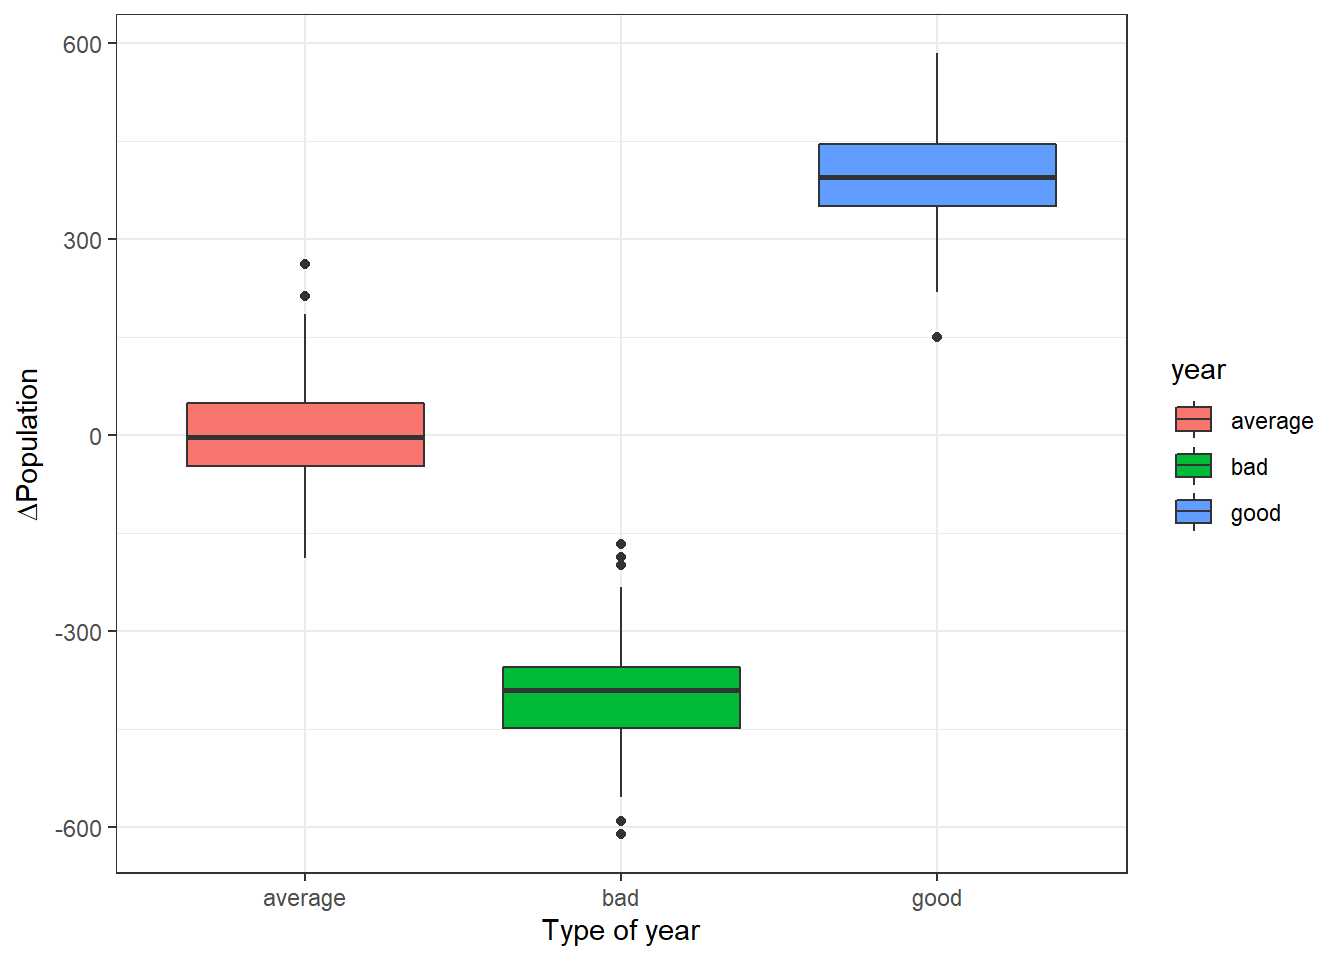 600
300
0
-300
-600
ΔPopulation
average
bad
good
Type of year
year
average
bad
good